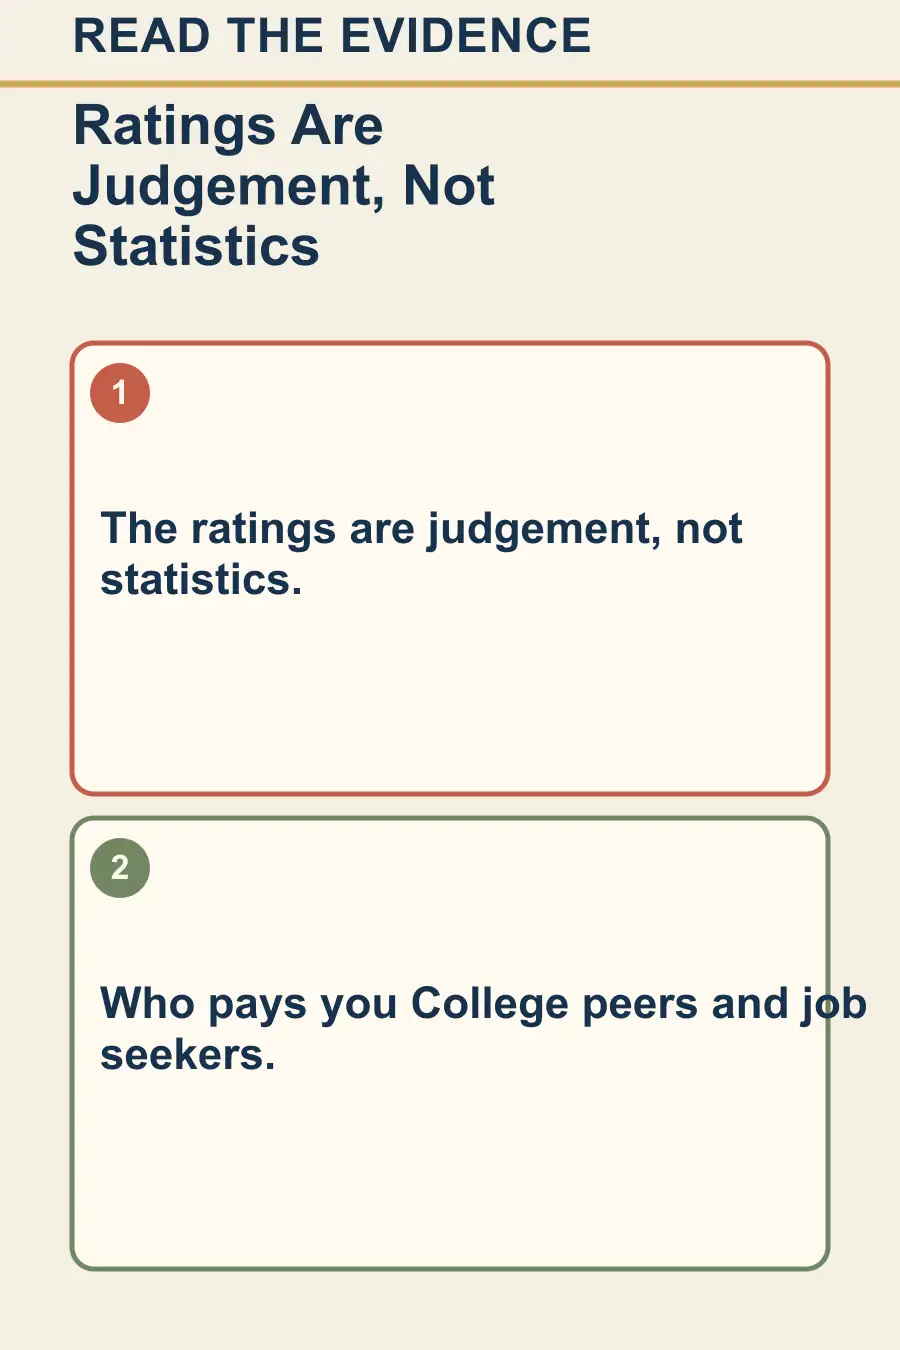 READ THE EVIDENCE
Ratings Are
Judgement, Not
Statistics
1
The ratings are judgement, not
statistics.
2
Who pays you College peers and job
seekers.